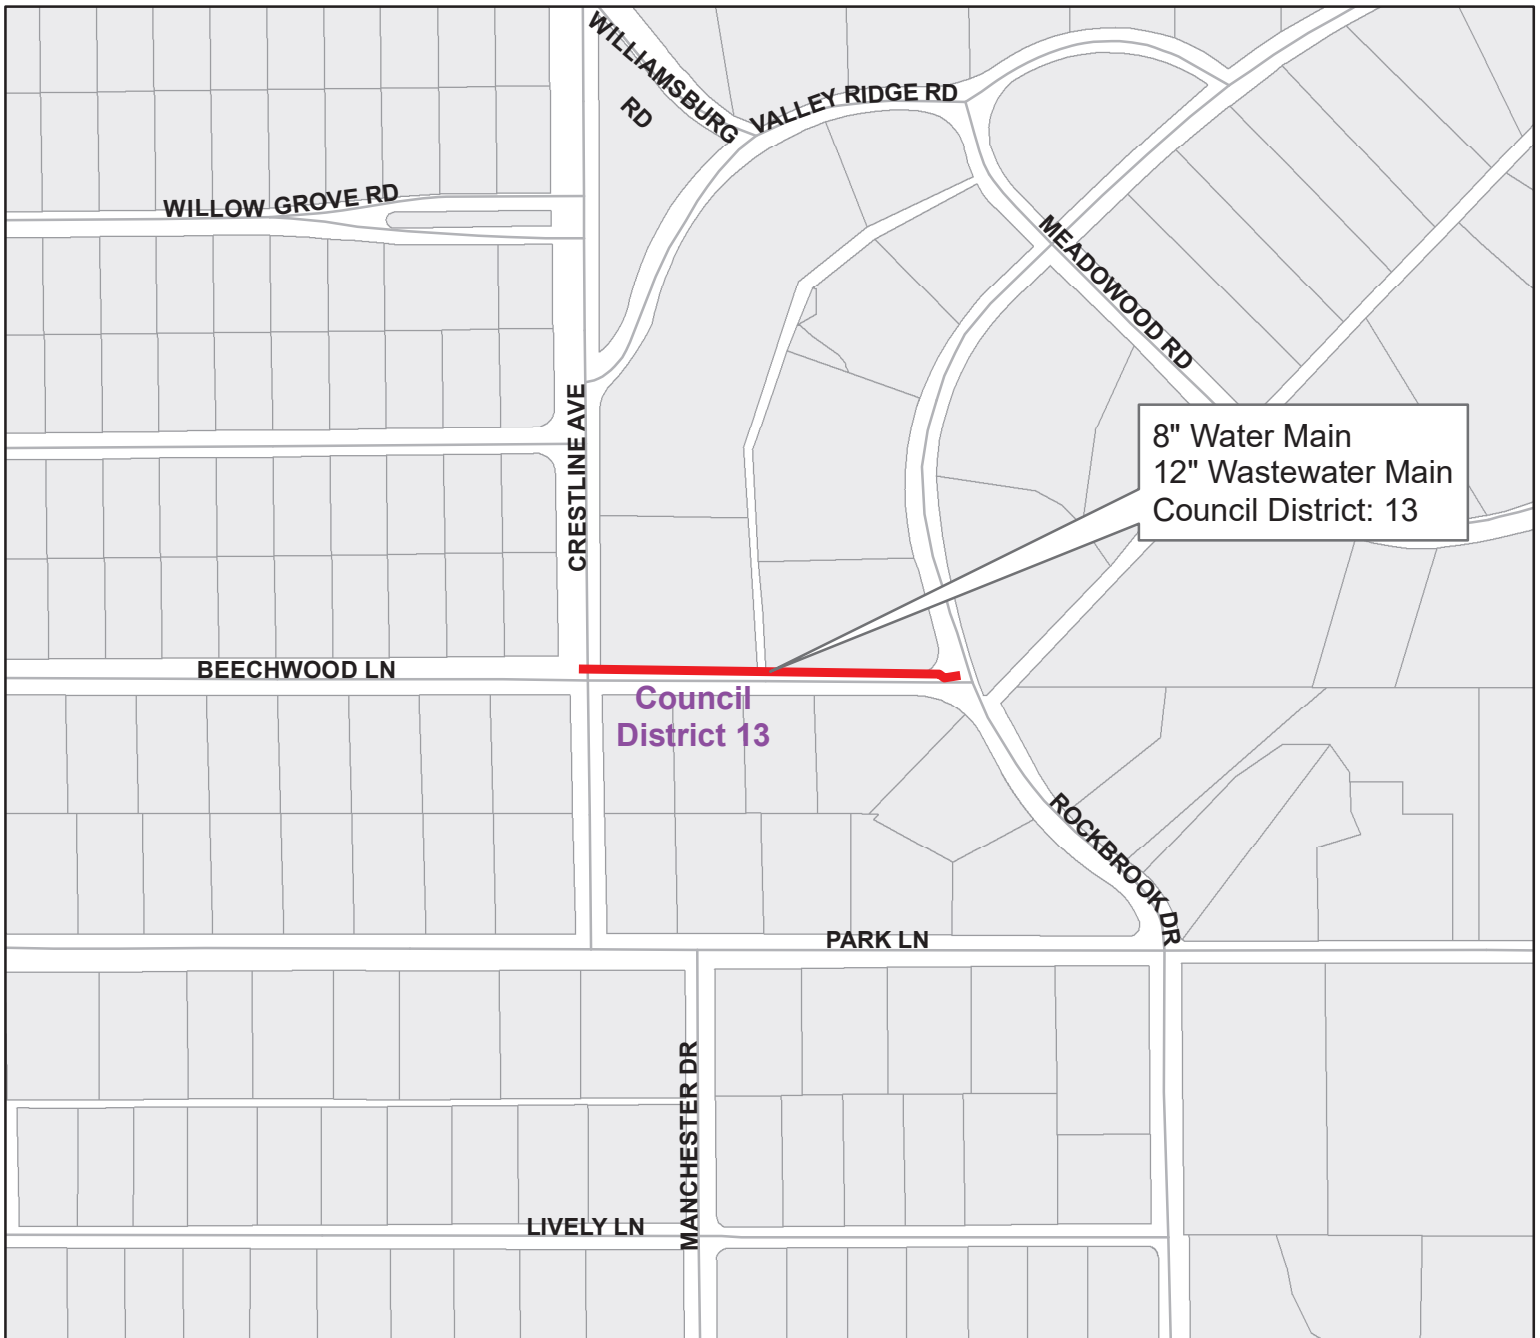 WILLIAMSBURG
RD
VALLEY RIDGE RD
WILLOW GROVE RD
MEADOWOOD RD
CRESTLINE AVE
8" Water Main
12" Wastewater Main
Council District: 13
BEECHWOOD LN
Council
District 13
ROCKBROOK DR
PARK LN
MANCHESTER DR
LIVELY LN